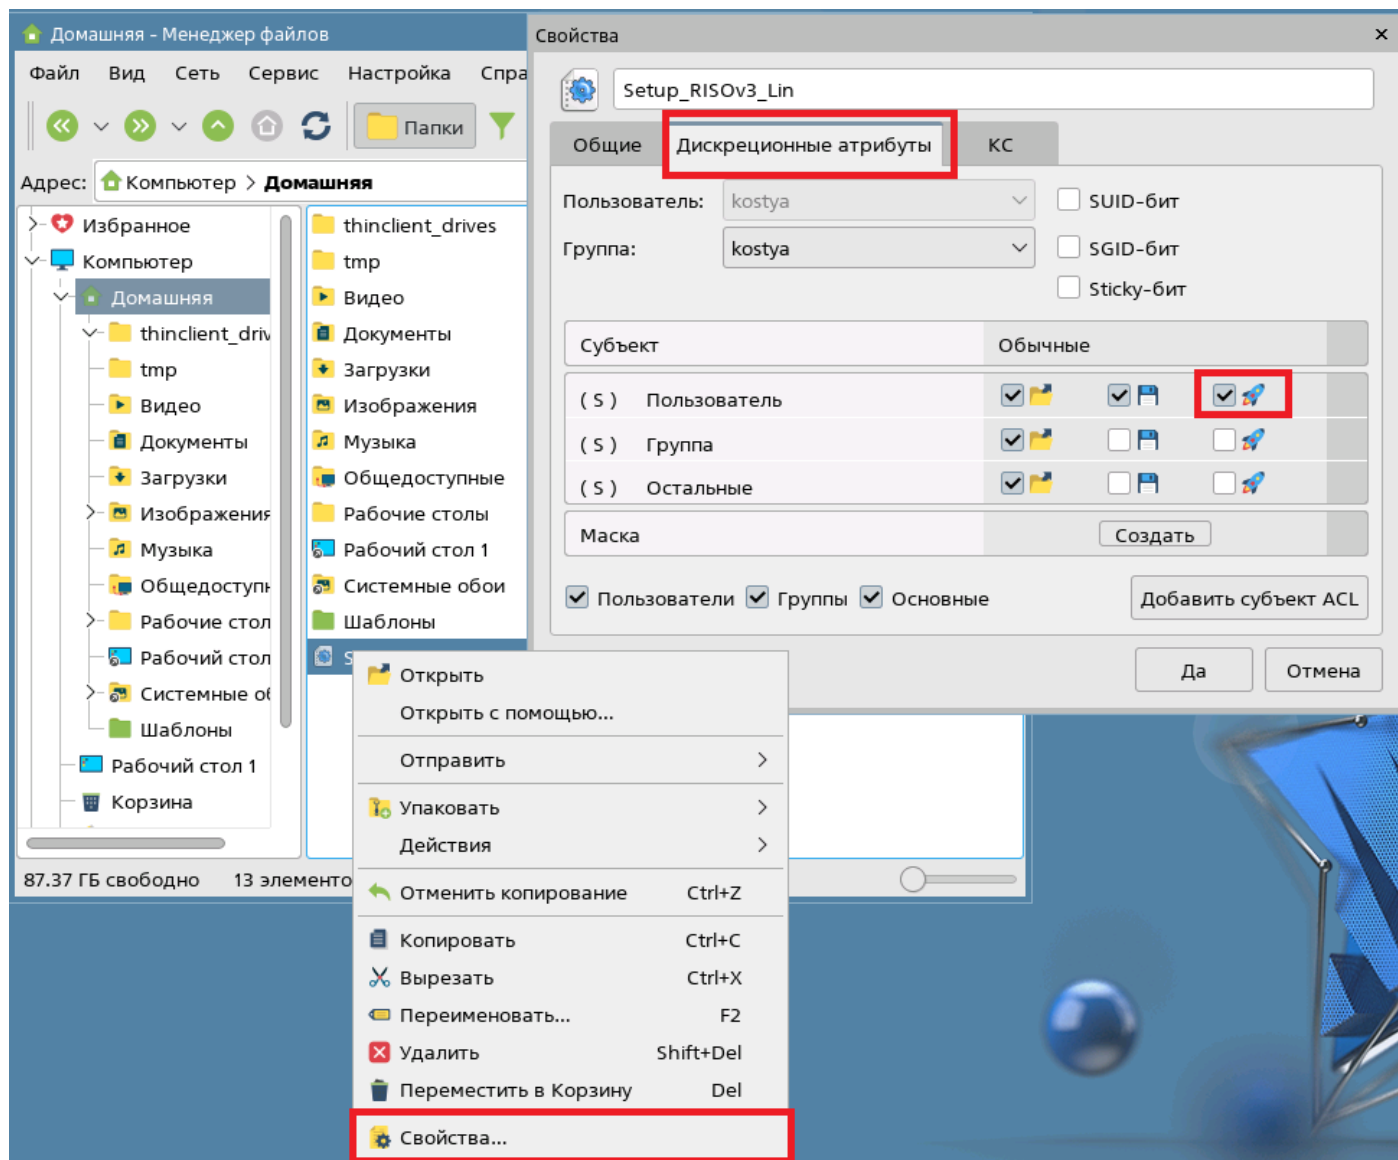 Домашняя - Менеджер файлов
Файл Вид Сеть Сервис Настройка Спра
Папки
Адрес: Компьютер > Домашняя
Избранное
Компьютер
Домашняя
thinclient_driv
tmp
Видео
Документы
Загрузки
Изображения
Музыка
Общедоступн
Рабочие стол
Рабочий стол
Системные об
Шаблоны
Рабочий стол 1
Корзина
thinclient_drives
tmp
Видео
Документы
Загрузки
Изображения
Музыка
Общедоступные
Рабочие столы
Рабочий стол 1
Системные обои
Шаблоны
S
87.37 ГБ свободно 13 элементо
Открыть
Открыть с помощью...
Отправить
Упаковать
Действия
Отменить копирование Ctrl+Z
Копировать Ctrl+C
Вырезать Ctrl+X
Переименовать... F2
Удалить Shift+Del
Переместить в Корзину Del
Свойства...
Свойства
Setup_RISOv3_Lin
Общие Дискреционные атрибуты КС
Пользователь: kostya SUID-бит
Группа: kostya SGID-бит
Sticky-бит
Субъект Обычные
(S) Пользователь
(S) Группа
(S) Остальные
Маска Создать
Пользователи Группы Основные Добавить субъект ACL
Да Отмена